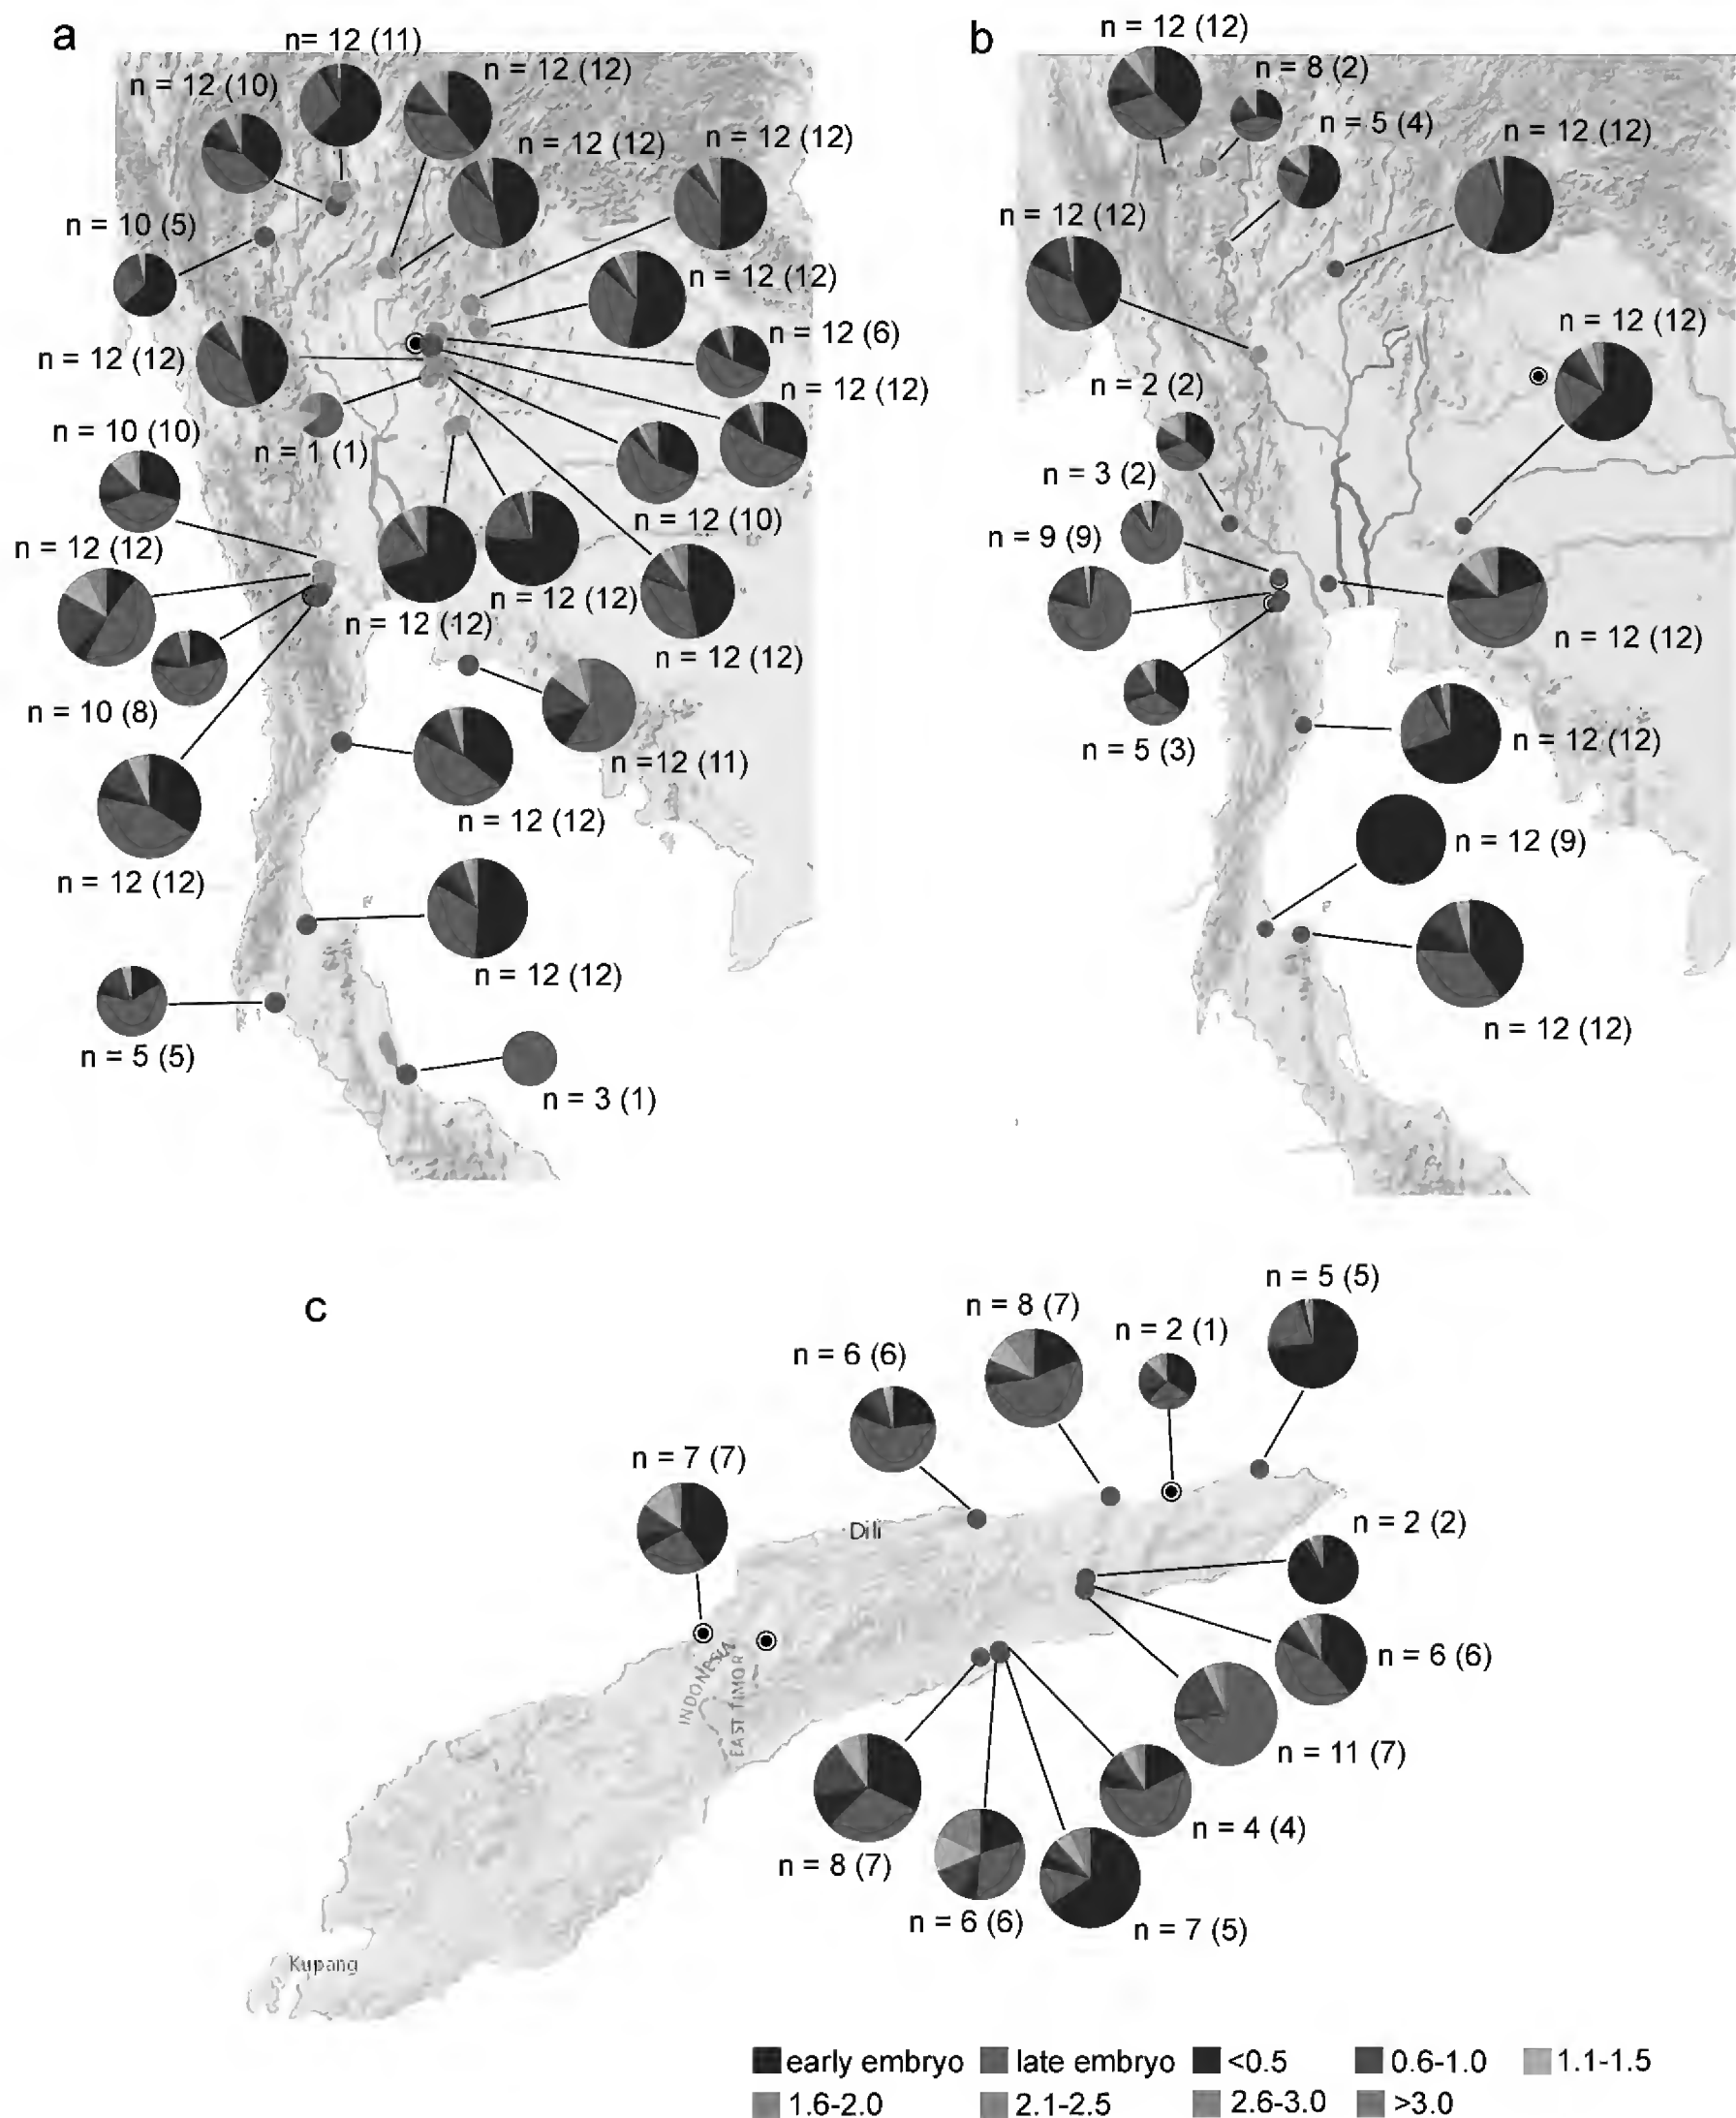 a
n= 12 (11)
n = 12 (10)
n = 12 (12)
n = 12 (12)
n = 12 (12)
n = 10 (5)
n = 12 (12)
n = 12 (6)
n = 12 (12)
n = 12 (12)
n = 1 (1)
n = 10 (10)
n = 12 (10)
n = 12 (12)
n = 12 (12)
n = 12 (12)
n = 12 (12)
n = 10 (8)
n =12 (11)
n = 12 (12)
n = 12 (12)
n = 12 (12)
n = 5 (5)
n = 3 (1)
b
n = 12 (12)
n = 8 (2)
n = 5 (4)
n = 12 (12)
n = 12 (12)
n = 12 (12)
n = 2 (2)
n = 3 (2)
n = 9 (9)
n = 12 (12)
n = 5 (3)
n = 12 (12)
n = 12 (9)
n = 12 (12)
c
n = 5 (5)
n = 8 (7)
n = 2 (1)
n = 6 (6)
n = 7 (7)
n = 2 (2)
Dili
n = 6 (6)
INDONESIA
EAST TIMOR
n = 11 (7)
n = 4 (4)
n = 8 (7)
n = 6 (6)
n = 7 (5)
Kupang
early embryo late embryo <0.5 0.6-1.0 1.1-1.5
1.6-2.0 2.1-2.5 2.6-3.0 >3.0